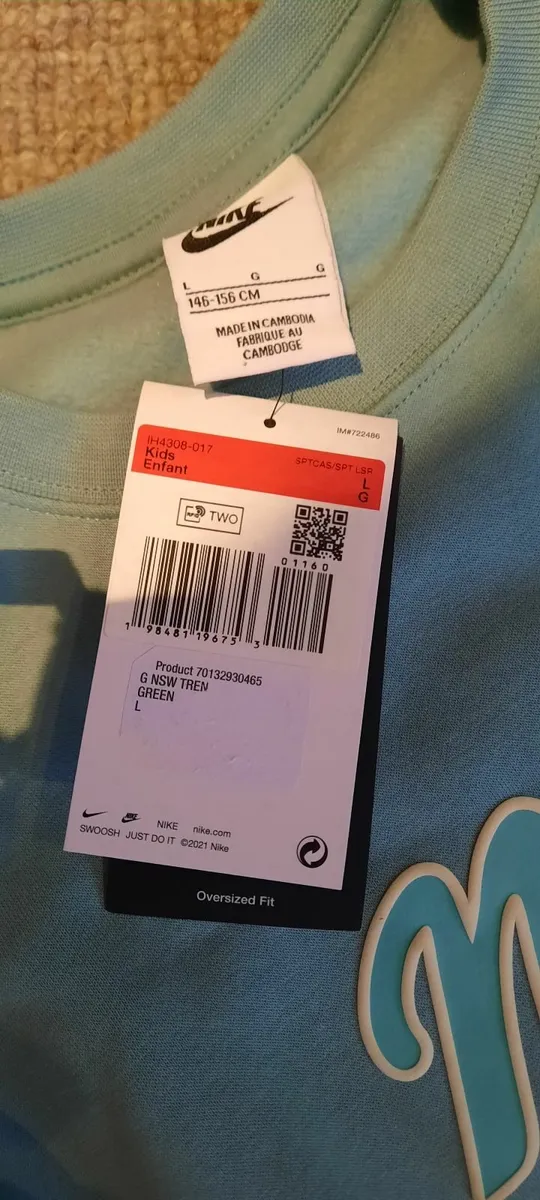 NIKE
L G G
146-156 CM
MADE IN CAMBODIA
FABRIQUE AU
CAMBODGE
IM#722486
IH4308-017
Kids
Enfant
SPTCAS/SPT LSR
L
G
RFID TWO
01160
1 98481 19675 3
Product 70132930465
G NSW TREN
GREEN
L
NIKE nike.com
SWOOSH JUST DO IT ©2021 Nike
Oversized Fit